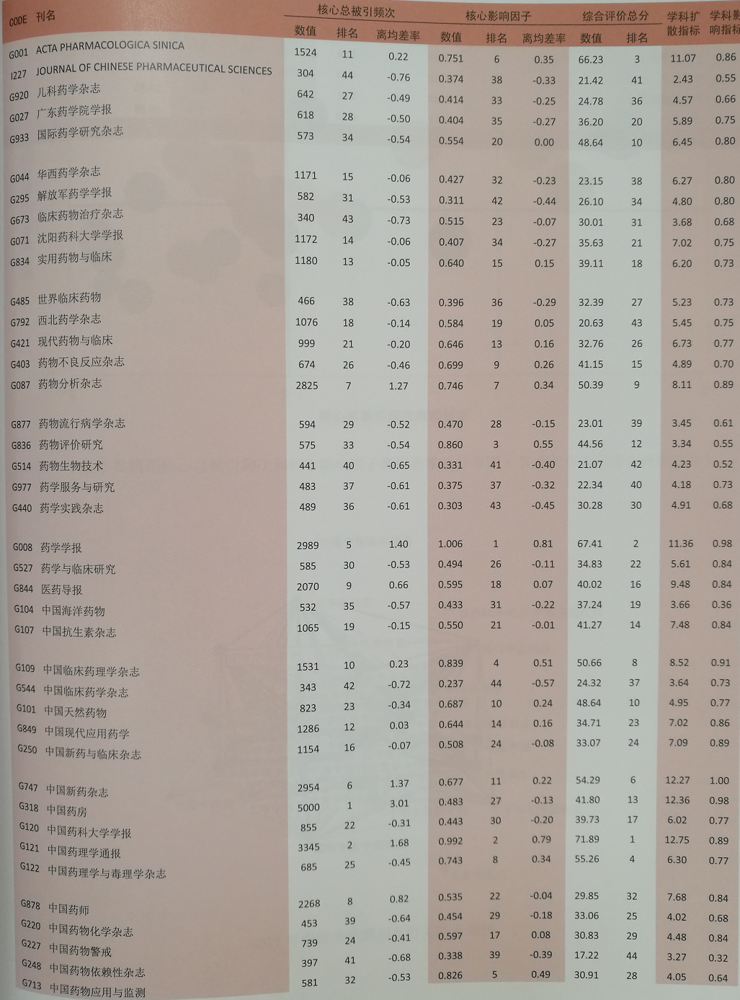 CODE 刊名 核心总被引频次 核心影响因子 综合评价总分 学科扩散指标 学科影响指标
数值 排名 离均差率 数值 排名 离均差率 数值 排名
G001 ACTA PHARMACOLOGICA SINICA 1524 11 0.22 0.751 6 0.35 66.23 3 11.07 0.86
I227 JOURNAL OF CHINESE PHARMACEUTICAL SCIENCES 304 44 -0.76 0.374 38 -0.33 21.42 41 2.43 0.55
G920 儿科药学杂志 642 27 -0.49 0.414 33 -0.25 24.78 36 4.57 0.66
G027 广东药学院学报 618 28 -0.50 0.404 35 -0.27 36.20 20 5.89 0.75
G933 国际药学研究杂志 573 34 -0.54 0.554 20 0.00 48.64 10 6.45 0.80
G044 华西药学杂志 1171 15 -0.06 0.427 32 -0.23 23.15 38 6.27 0.80
G295 解放军药学学报 582 31 -0.53 0.311 42 -0.44 26.10 34 4.80 0.80
G673 临床药物治疗杂志 340 43 -0.73 0.515 23 -0.07 30.01 31 3.68 0.68
G071 沈阳药科大学学报 1172 14 -0.06 0.407 34 -0.27 35.63 21 7.02 0.75
G834 实用药物与临床 1180 13 -0.05 0.640 15 0.15 39.11 18 6.20 0.73
G485 世界临床药物 466 38 -0.63 0.396 36 -0.29 32.39 27 5.23 0.73
G792 西北药学杂志 1076 18 -0.14 0.584 19 0.05 20.63 43 5.45 0.75
G421 现代药物与临床 999 21 -0.20 0.646 13 0.16 32.76 26 6.73 0.77
G403 药物不良反应杂志 674 26 -0.46 0.699 9 0.26 41.15 15 4.89 0.70
G087 药物分析杂志 2825 7 1.27 0.746 7 0.34 50.39 9 8.11 0.89
G877 药物流行病学杂志 594 29 -0.52 0.470 28 -0.15 23.01 39 3.45 0.61
G836 药物评价研究 575 33 -0.54 0.860 3 0.55 44.56 12 3.34 0.55
G514 药物生物技术 441 40 -0.65 0.331 41 -0.40 21.07 42 4.23 0.52
G977 药学服务与研究 483 37 -0.61 0.375 37 -0.32 22.34 40 4.18 0.73
G440 药学实践杂志 489 36 -0.61 0.303 43 -0.45 30.28 30 4.91 0.68
G008 药学学报 2989 5 1.40 1.006 1 0.81 67.41 2 11.36 0.98
G527 药学与临床研究 585 30 -0.53 0.494 26 -0.11 34.83 22 5.61 0.84
G844 医药导报 2070 9 0.66 0.595 18 0.07 40.02 16 9.48 0.84
G104 中国海洋药物 532 35 -0.57 0.433 31 -0.22 37.24 19 3.66 0.36
G107 中国抗生素杂志 1065 19 -0.15 0.550 21 -0.01 41.27 14 7.48 0.84
G109 中国临床药理学杂志 1531 10 0.23 0.839 4 0.51 50.66 8 8.52 0.91
G544 中国临床药学杂志 343 42 -0.72 0.237 44 -0.57 24.32 37 3.64 0.73
G101 中国天然药物 823 23 -0.34 0.687 10 0.24 48.64 10 4.95 0.77
G849 中国现代应用药学 1286 12 0.03 0.644 14 0.16 34.71 23 7.02 0.86
G250 中国新药与临床杂志 1154 16 -0.07 0.508 24 -0.08 33.07 24 7.09 0.89
G747 中国新药杂志 2954 6 1.37 0.677 11 0.22 54.29 6 12.27 1.00
G318 中国药房 5000 1 3.01 0.483 27 -0.13 41.80 13 12.36 0.98
G120 中国药科大学学报 855 22 -0.31 0.443 30 -0.20 39.73 17 6.02 0.77
G121 中国药理学通报 3345 2 1.68 0.992 2 0.79 71.89 1 12.75 0.89
G122 中国药理学与毒理学杂志 685 25 -0.45 0.743 8 0.34 55.26 4 6.30 0.77
G878 中国药师 2268 8 0.82 0.535 22 -0.04 29.85 32 7.68 0.84
G220 中国药物化学杂志 453 39 -0.64 0.454 29 -0.18 33.06 25 4.02 0.68
G227 中国药物警戒 739 24 -0.41 0.597 17 0.08 30.83 29 4.48 0.84
G248 中国药物依赖性杂志 397 41 -0.68 0.338 39 -0.39 17.22 44 3.27 0.32
G713 中国药物应用与监测 581 32 -0.53 0.826 5 0.49 30.91 28 4.05 0.64